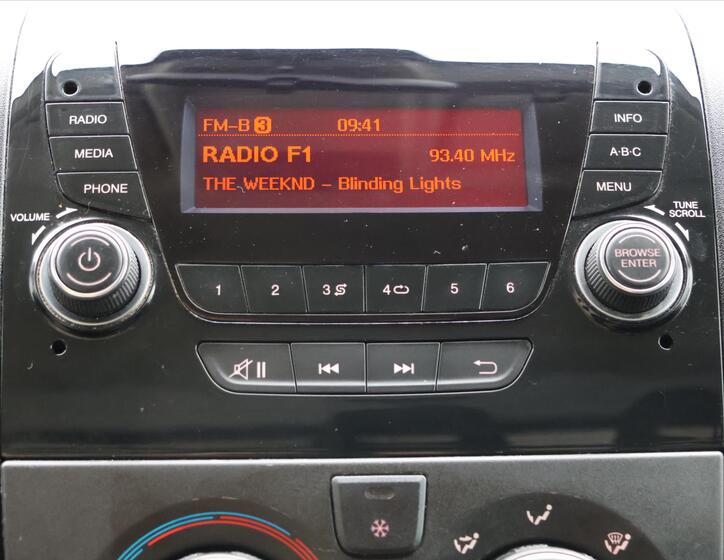 RADIO
MEDIA
PHONE
VOLUME
FM-B 3 09:41
RADIO F1 93.40 MHz
THE WEEKND - Blinding Lights
INFO
A·B·C
MENU
TUNE
SCROLL
BROWSE
ENTER
1 2 3 4 5 6